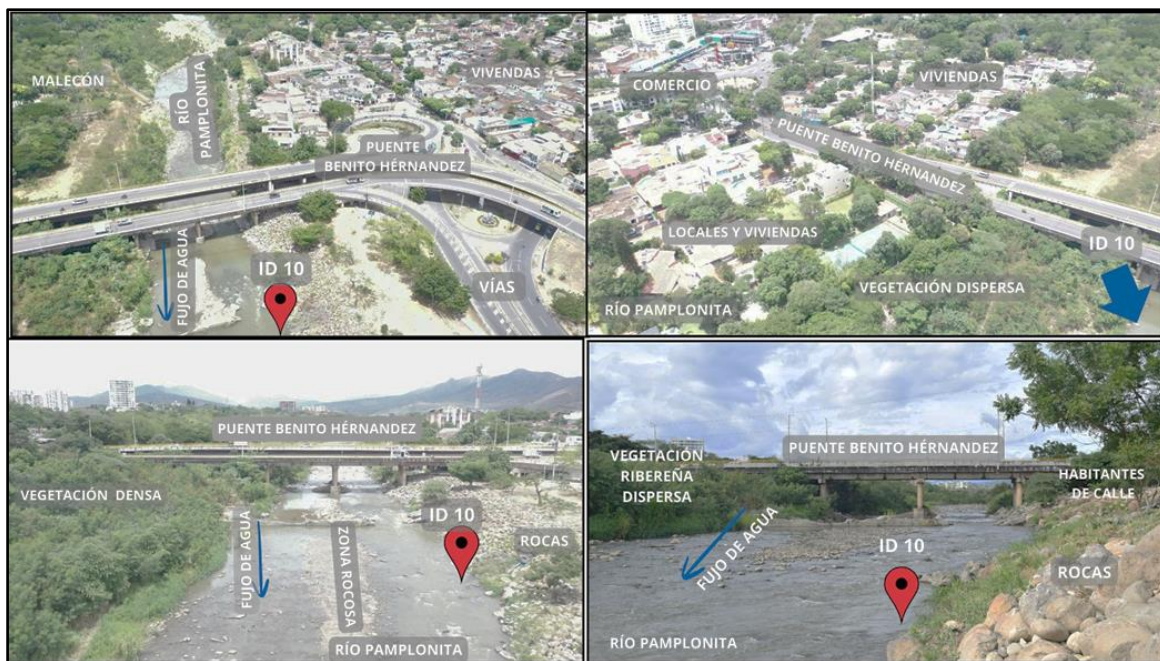 MALECÓN
RÍO
PAMPLONITA
VIVENDAS
PUENTE
BENITO HÉRNANDEZ
FUJO DE AGUA
ID 10
VÍAS
COMERCIO
VIVIENDAS
PUENTE BENITO HÉRNANDEZ
LOCALES Y VIVIENDAS
ID 10
VEGETACIÓN DISPERSA
RÍO PAMPLONITA
PUENTE BENITO HÉRNANDEZ
VEGETACIÓN DENSA
FUJO DE AGUA
ZONA ROCOSA
ID 10
ROCAS
RÍO PAMPLONITA
PUENTE BENITO HÉRNANDEZ
VEGETACIÓN
RIBEREÑA
DISPERSA
HABITANTES
DE CALLE
FUJO DE AGUA
ID 10
ROCAS
RÍO PAMPLONITA